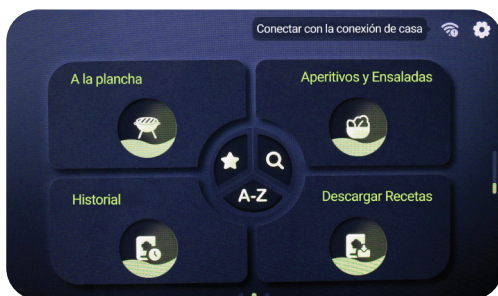 Conectar con la conexión de casa
A la plancha
Aperitivos y Ensaladas
A-Z
Historial
Descargar Recetas